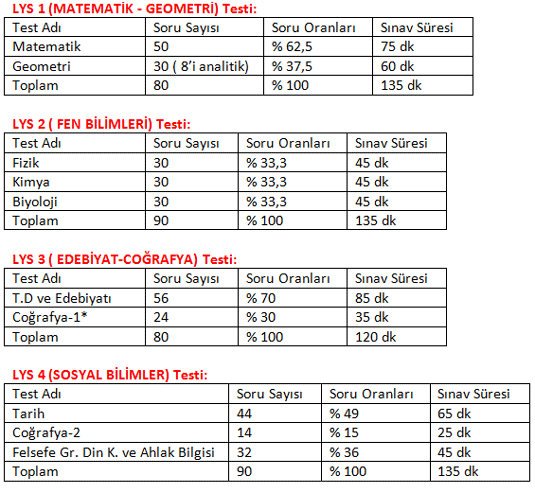 LYS 1 (MATEMATİK - GEOMETRİ) Testi:
Test Adı Soru Sayısı Soru Oranları Sınav Süresi
Matematik 50 % 62,5 75 dk
Geometri 30 ( 8’i analitik) % 37,5 60 dk
Toplam 80 % 100 135 dk
LYS 2 ( FEN BİLİMLERİ) Testi:
Test Adı Soru Sayısı Soru Oranları Sınav Süresi
Fizik 30 % 33,3 45 dk
Kimya 30 % 33,3 45 dk
Biyoloji 30 % 33,3 45 dk
Toplam 90 % 100 135 dk
LYS 3 ( EDEBİYAT-COĞRAFYA) Testi:
Test Adı Soru Sayısı Soru Oranları Sınav Süresi
T.D ve Edebiyatı 56 % 70 85 dk
Coğrafya-1* 24 % 30 35 dk
Toplam 80 % 100 120 dk
LYS 4 (SOSYAL BİLİMLER) Testi:
Test Adı Soru Sayısı Soru Oranları Sınav Süresi
Tarih 44 % 49 65 dk
Coğrafya-2 14 % 15 25 dk
Felsefe Gr. Din K. ve Ahlak Bilgisi 32 % 36 45 dk
Toplam 90 % 100 135 dk